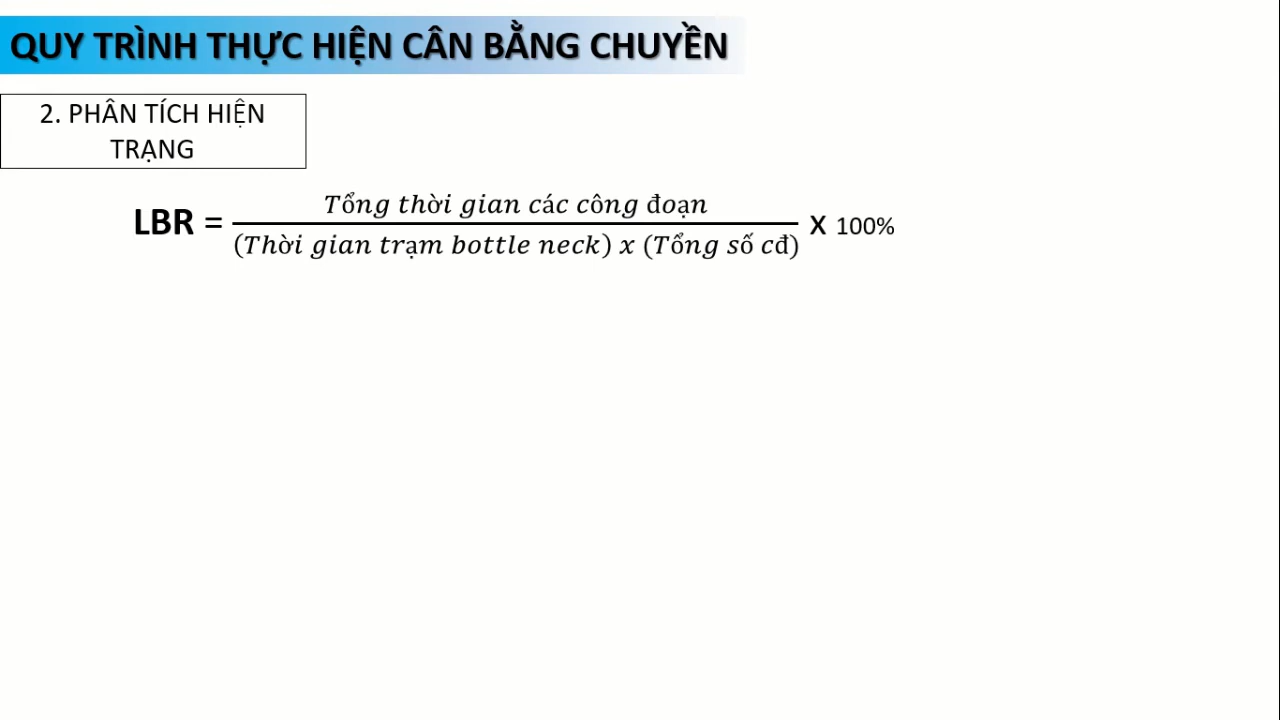 QUY TRÌNH THỰC HIỆN CÂN BẰNG CHUYỀN
2. PHÂN TÍCH HIỆN
TRẠNG
Tổng thời gian các công đoạn
LBR = X 100%
(Thời gian trạm bottle neck) x (Tổng số cđ)